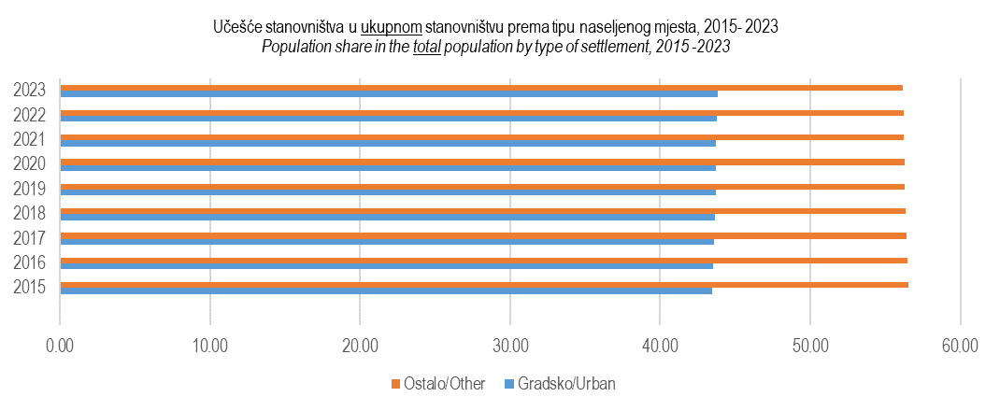 Učešće stanovništva u ukupnom stanovništvu prema tipu naseljenog mjesta, 2015- 2023
Population share in the total population by type of settlement, 2015 -2023
2023
2022
2021
2020
2019
2018
2017
2016
2015
0.00 10.00 20.00 30.00 40.00 50.00 60.00
Ostalo/Other Gradsko/Urban